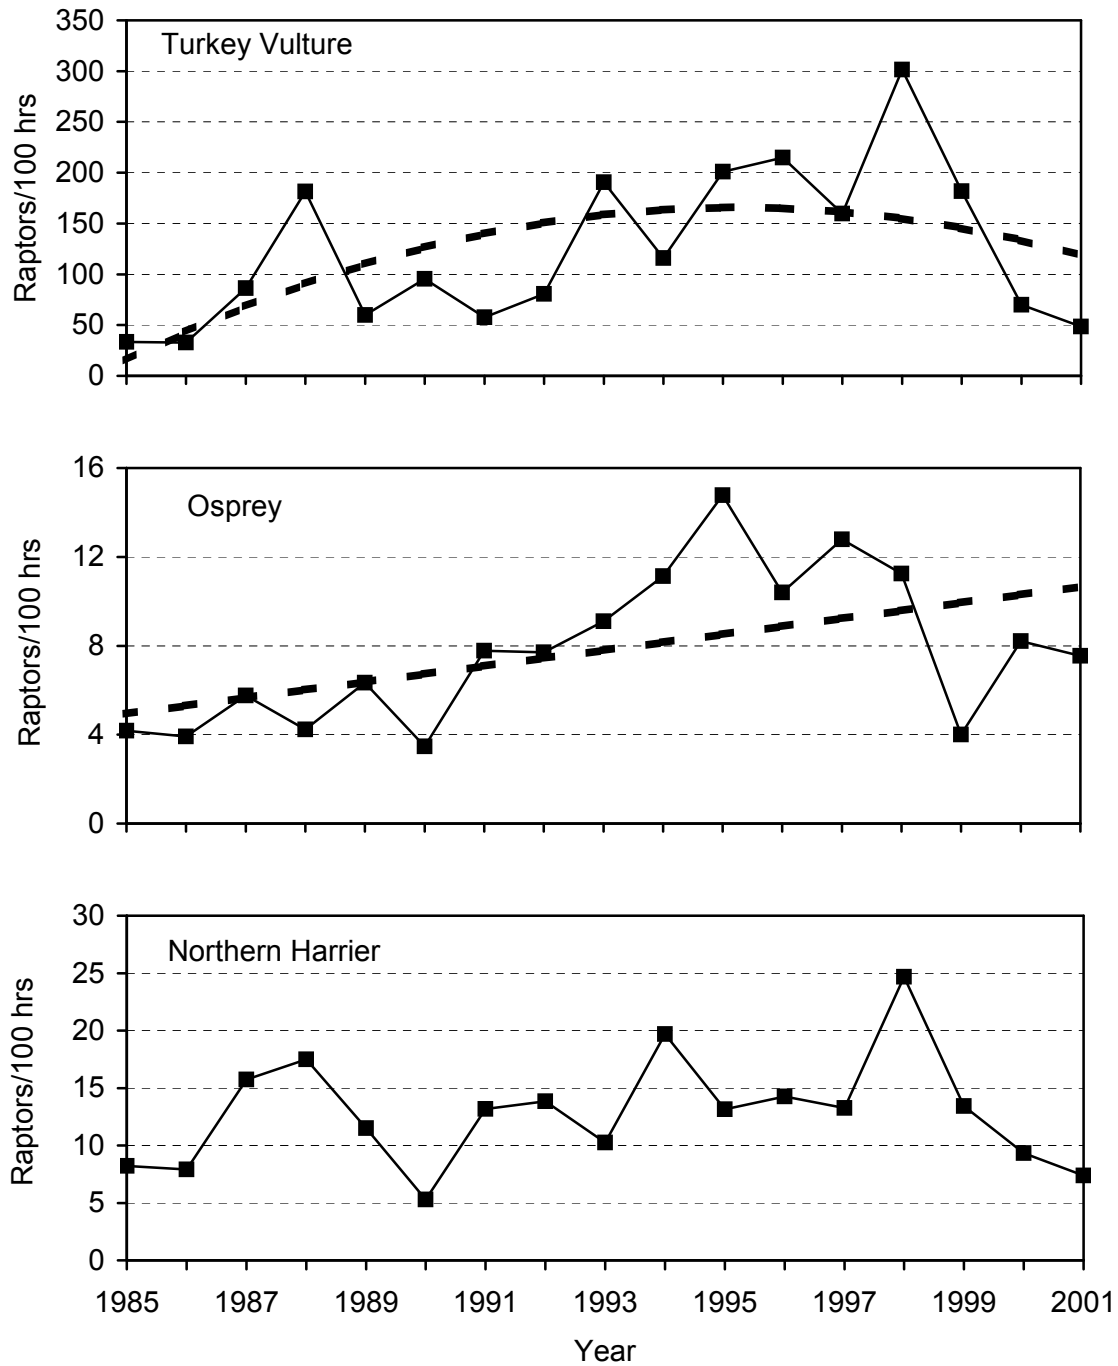 350
Turkey Vulture
300
250
200
150
100
50
0
Raptors/100 hrs
16
Osprey
12
8
4
0
Raptors/100 hrs
30
Northern Harrier
25
20
15
10
5
0
Raptors/100 hrs
1985 1987 1989 1991 1993 1995 1997 1999 2001
Year